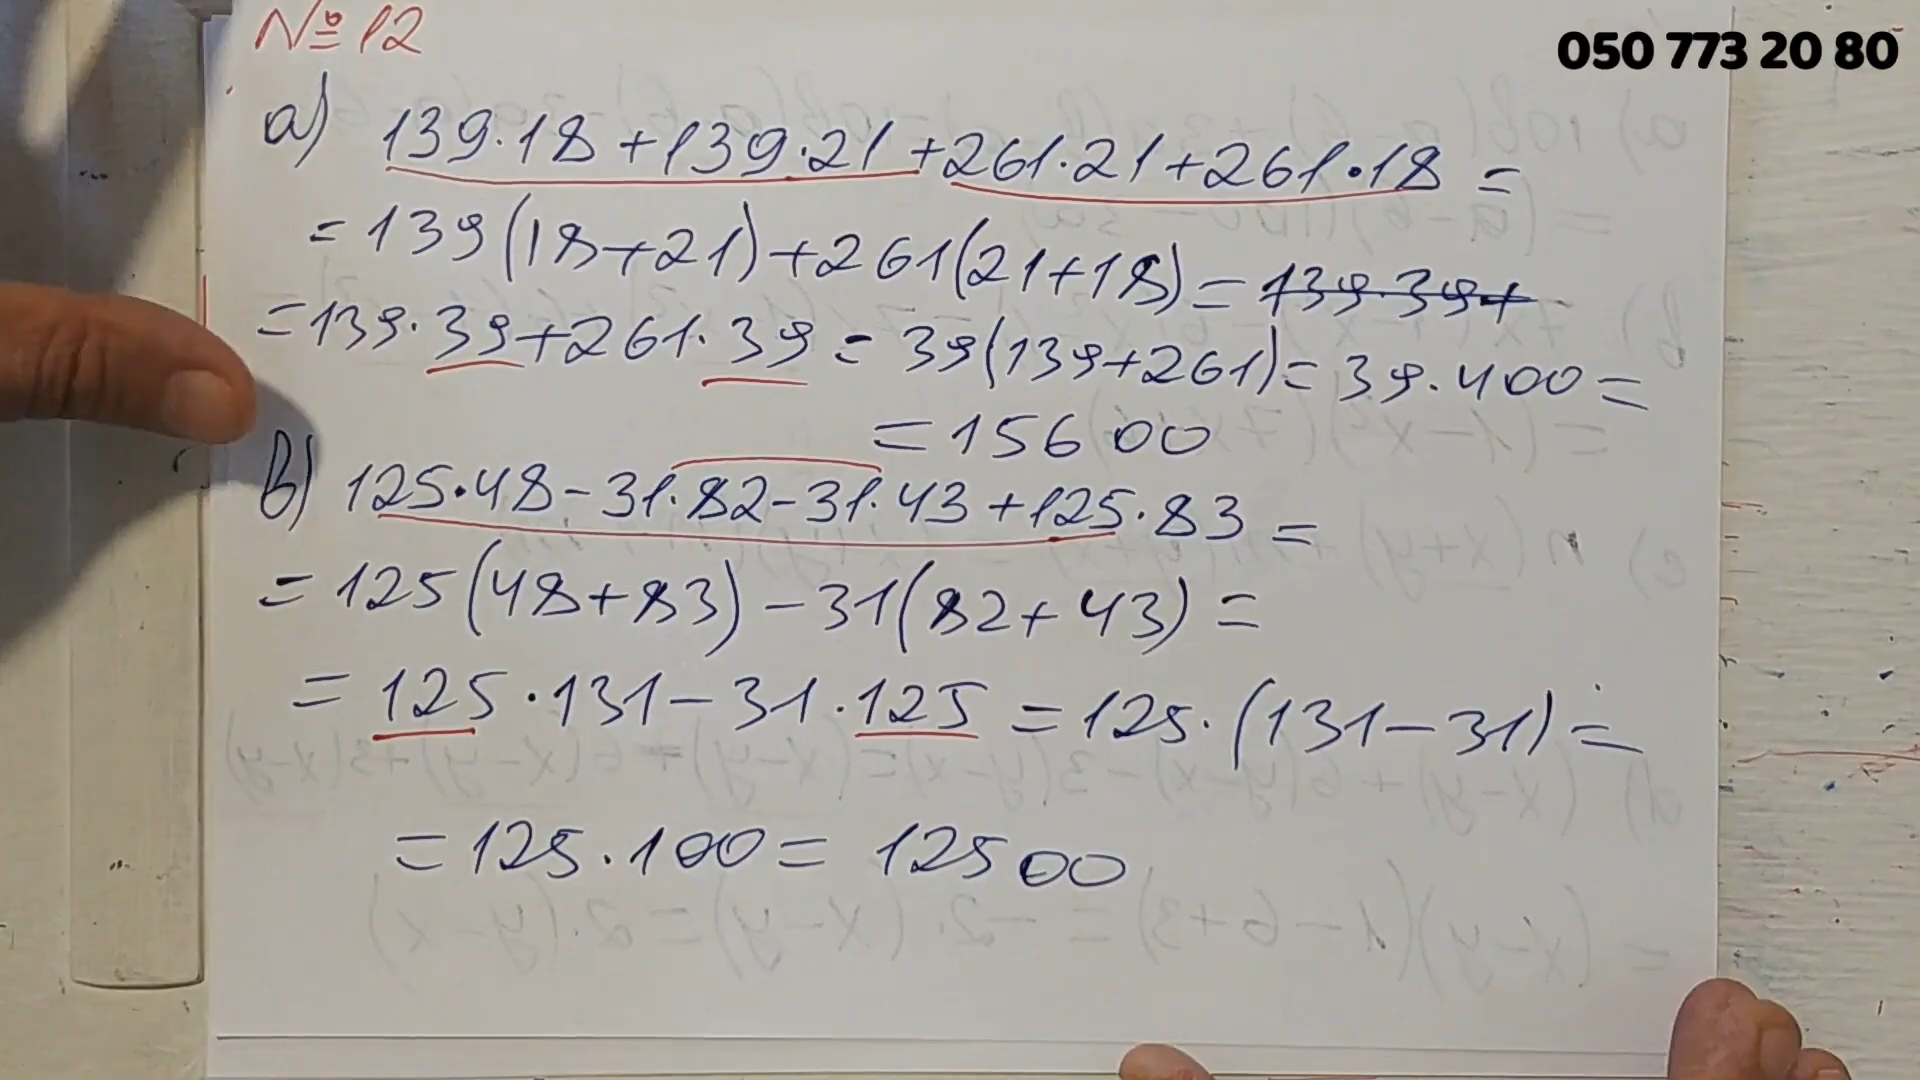 №12
050 773 20 80
a) 139·18+139·21+261·21+261·18=
=139(18+21)+261(21+18)=139·39+
=139·39+261·39=39(139+261)=39·400=
=15600
b) 125·48-31·82-31·43+125·83=
=125(48+83)-31(82+43)=
=125·131-31·125=125·(131-31)=
=125·100=12500